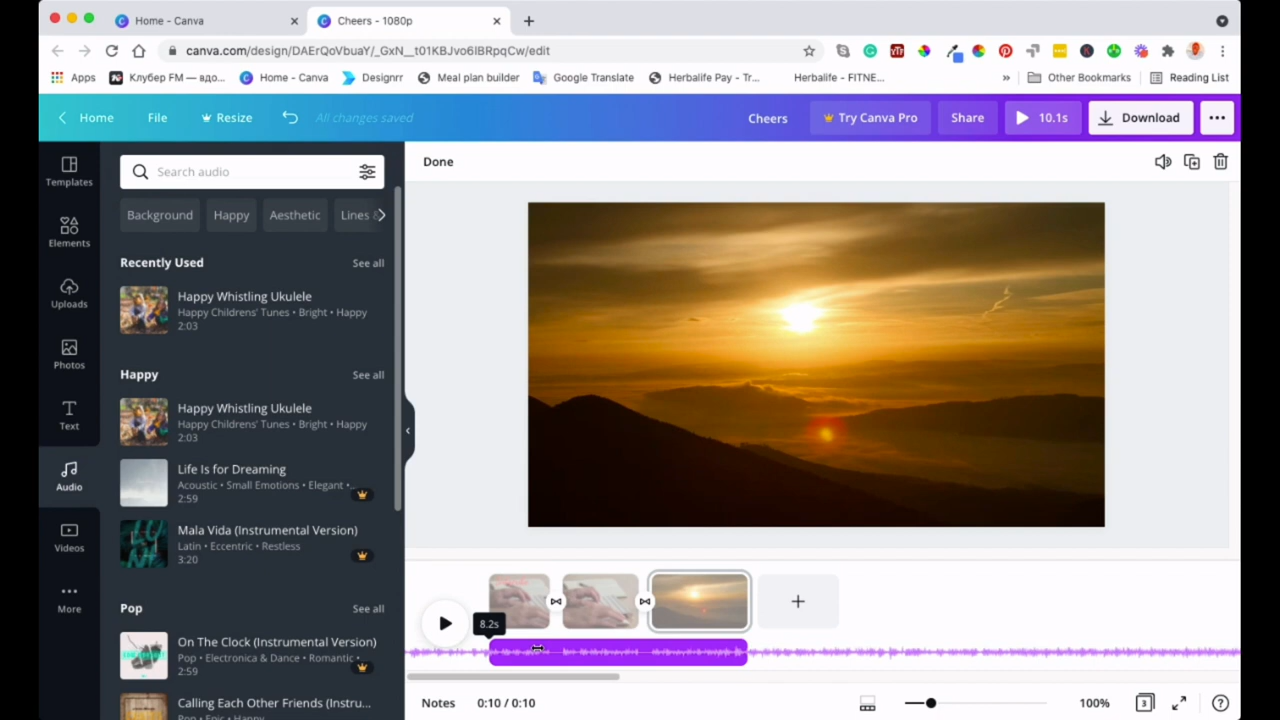 Home - Canva
Cheers - 1080p
canva.com/design/DAErQoVbuaY/_GxN__t01KBJvo6lBRpqCw/edit
Apps
Клубер FM — вдо...
Home - Canva
Designrr
Meal plan builder
Google Translate
Herbalife Pay - Tr...
Herbalife - FITNE...
»
Other Bookmarks
Reading List
Home
File
Resize
All changes saved
Cheers
Try Canva Pro
Share
10.1s
Download
Templates
Elements
Uploads
Photos
Text
Audio
Videos
More
Search audio
Background
Happy
Aesthetic
Lines
Recently Used
See all
Happy Whistling Ukulele
Happy Childrens' Tunes • Bright • Happy
2:03
Happy
See all
Happy Whistling Ukulele
Happy Childrens' Tunes • Bright • Happy
2:03
Life Is for Dreaming
Acoustic • Small Emotions • Elegant •..
2:59
Mala Vida (Instrumental Version)
Latin • Eccentric • Restless
3:20
Pop
See all
On The Clock (Instrumental Version)
Pop • Electronica & Dance • Romantic •
2:59
Calling Each Other Friends (Instru...
Pop • Epic • Happy
Done
8.2s
Notes
0:10 / 0:10
100%
3